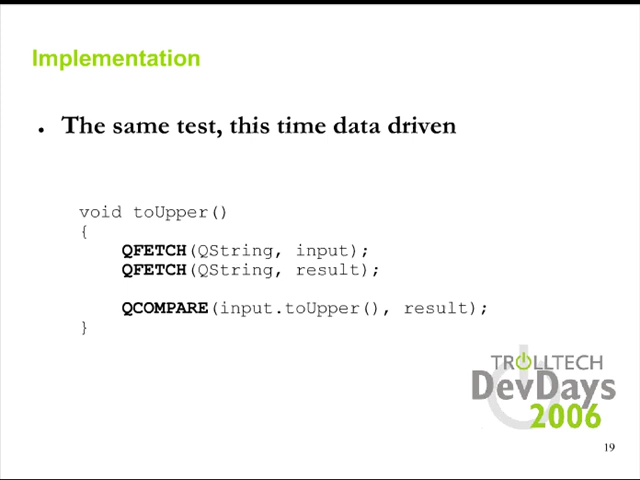 Implementation
• The same test, this time data driven
void toUpper()
{
QFETCH(QString, input);
QFETCH(QString, result);
QCOMPARE(input.toUpper(), result);
}
TROLLTECH
DevDays
2006
19